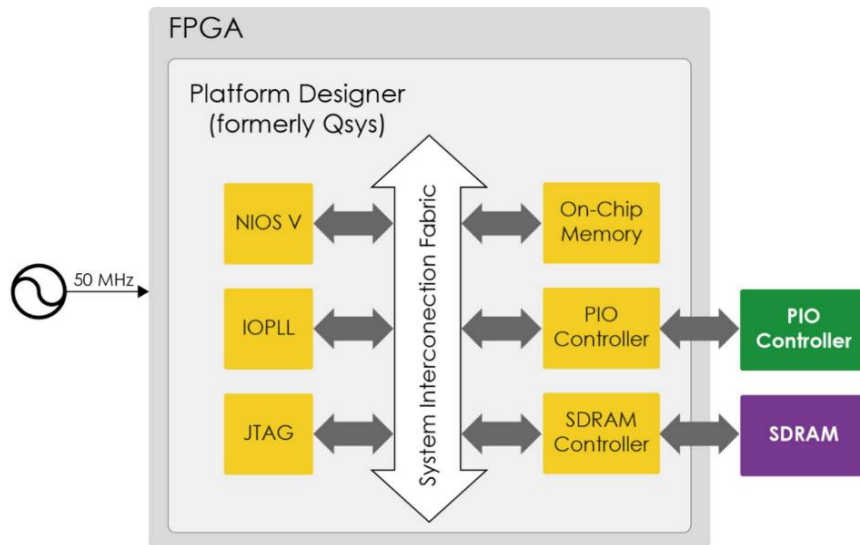 FPGA
Platform Designer
(formerly Qsys)
NIOS V
On-Chip
Memory
50 MHz
IOPLL
System Interconection Fabric
PIO
Controller
PIO
Controller
JTAG
SDRAM
Controller
SDRAM